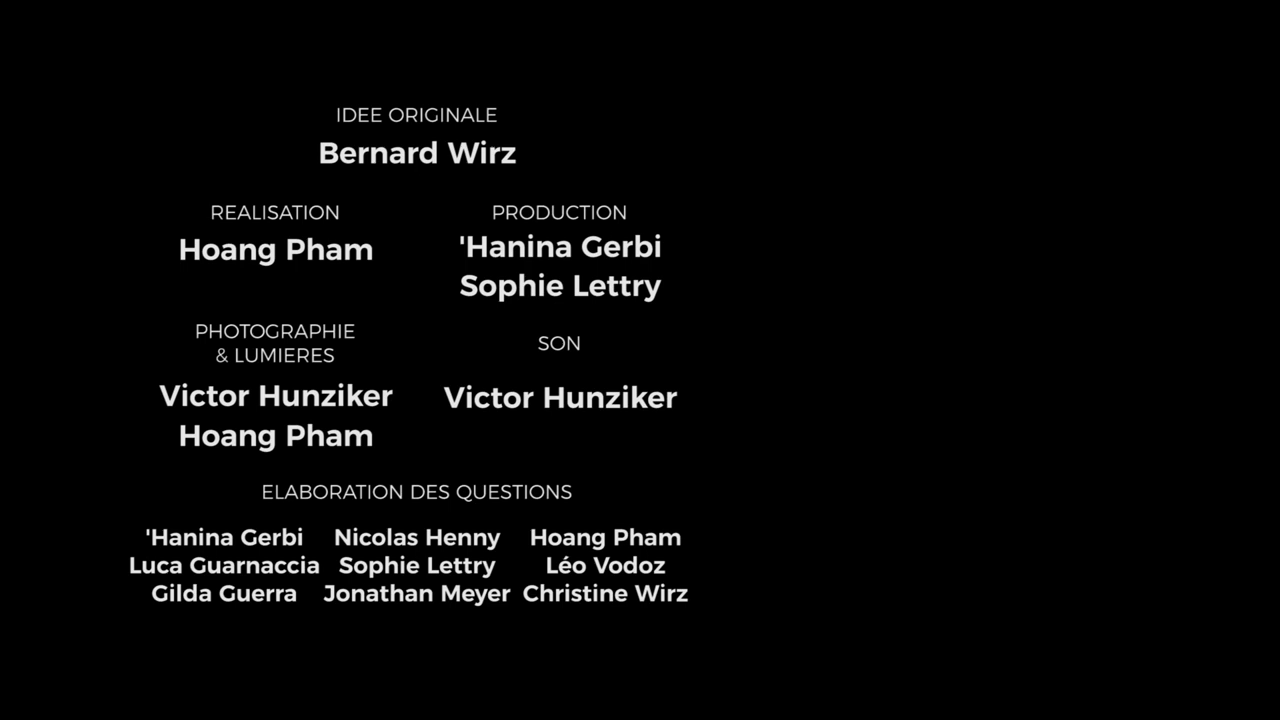 IDEE ORIGINALE
Bernard Wirz
REALISATION
Hoang Pham
PRODUCTION
'Hanina Gerbi
Sophie Lettry
PHOTOGRAPHIE
& LUMIERES
Victor Hunziker
Hoang Pham
SON
Victor Hunziker
ELABORATION DES QUESTIONS
'Hanina Gerbi Nicolas Henny Hoang Pham
Luca Guarnaccia Sophie Lettry Léo Vodoz
Gilda Guerra Jonathan Meyer Christine Wirz